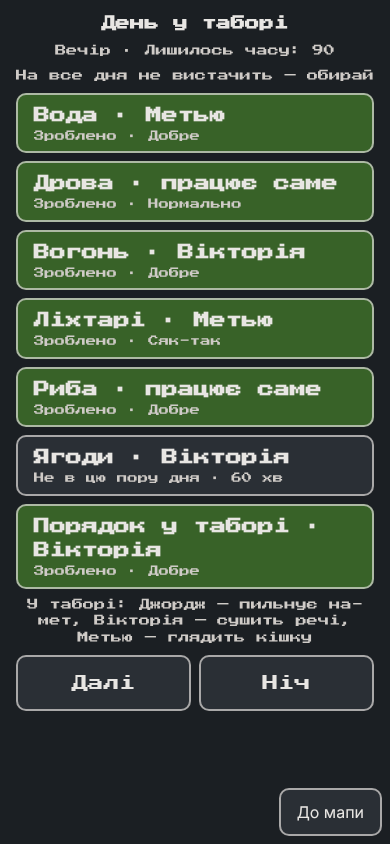 День у таборі
Вечір · Лишилось часу: 90
На все дня не вистачить — обирай
Вода · Метью
Зроблено · Добре
Дрова · працює саме
Зроблено · Нормально
Вогонь · Вікторія
Зроблено · Добре
Ліхтарі · Метью
Зроблено · Сяк-так
Риба · працює саме
Зроблено · Добре
Ягоди · Вікторія
Не в цю пору дня · 60 хв
Порядок у таборі ·
Вікторія
Зроблено · Добре
У таборі: Джордж — пильнує на-
мет, Вікторія — сушить речі,
Метью — глядить кішку
Далі
Ніч
До мапи